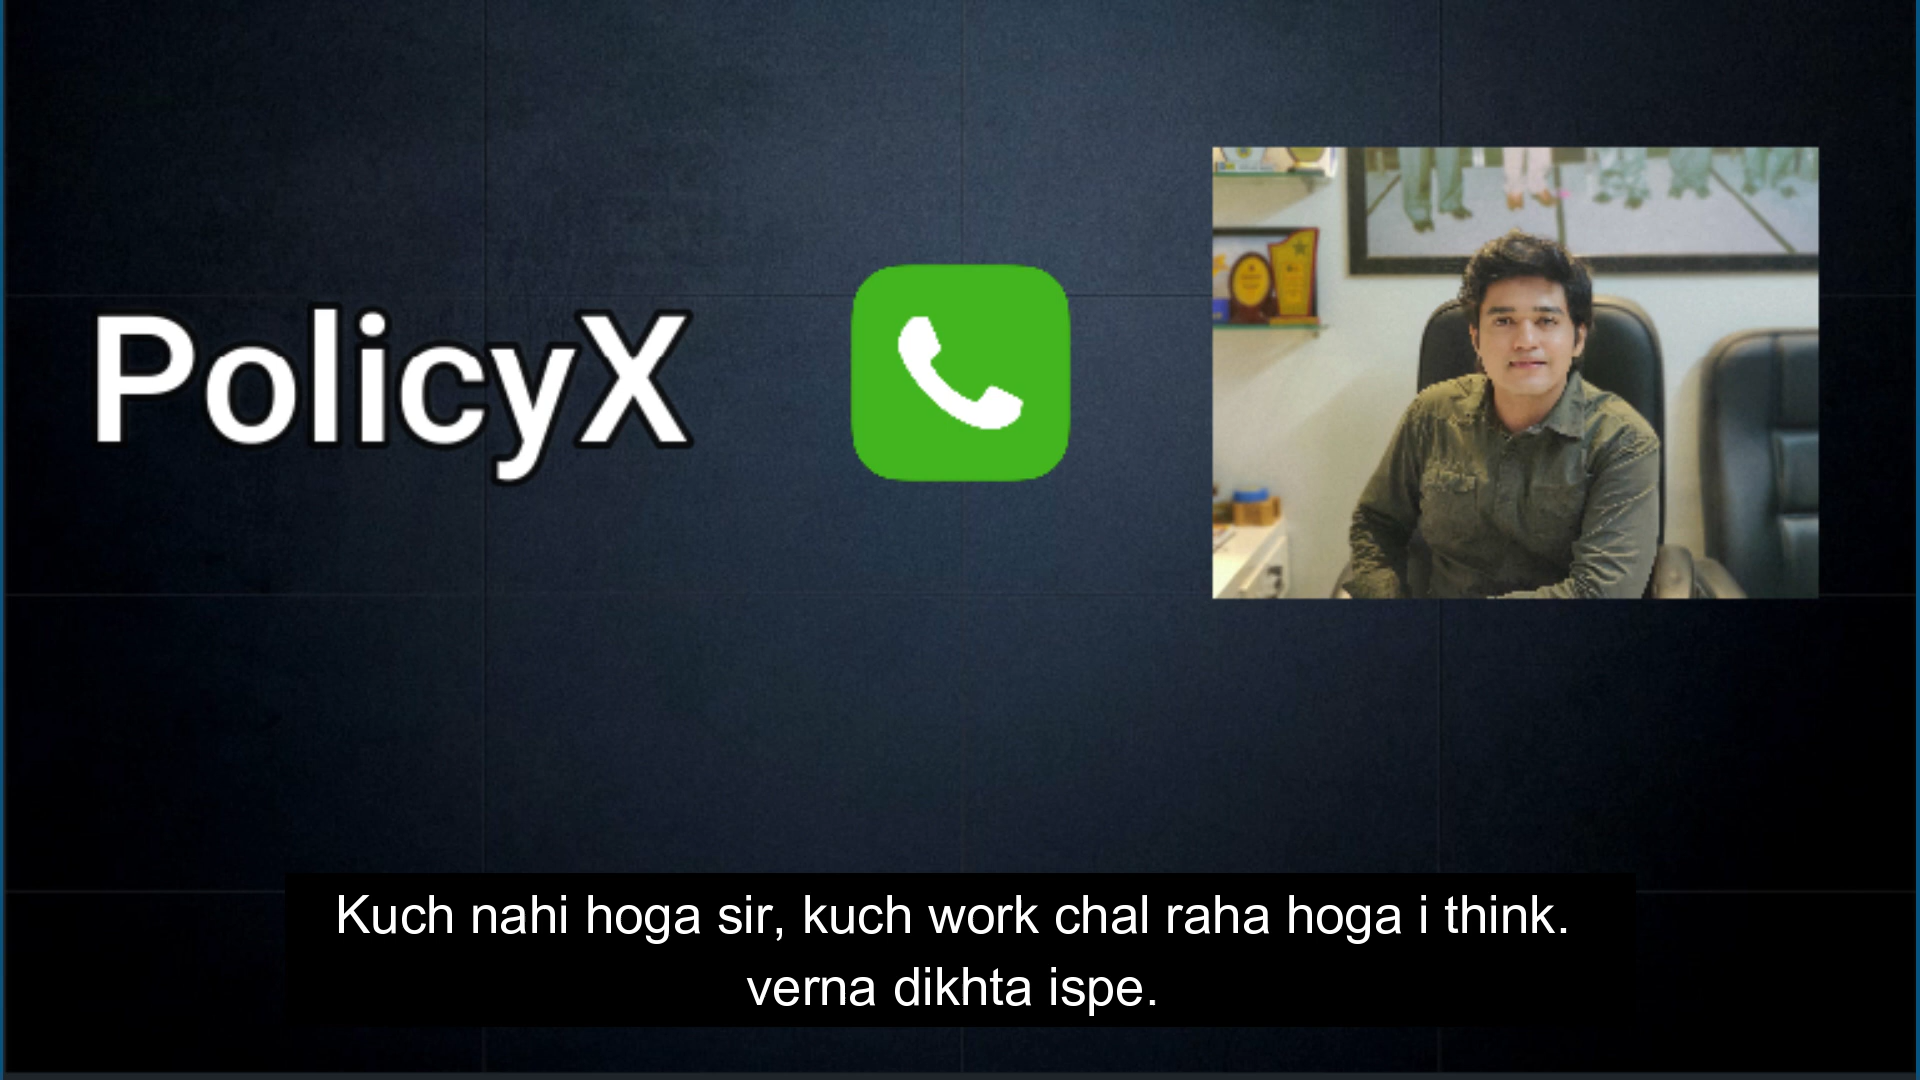 PolicyX
Kuch nahi hoga sir, kuch work chal raha hoga i think.
verna dikhta ispe.